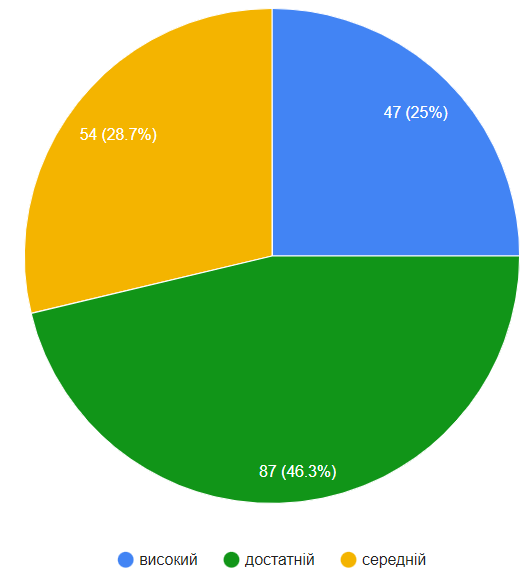 47 (25%)
54 (28.7%)
87 (46.3%)
високий достатній середній